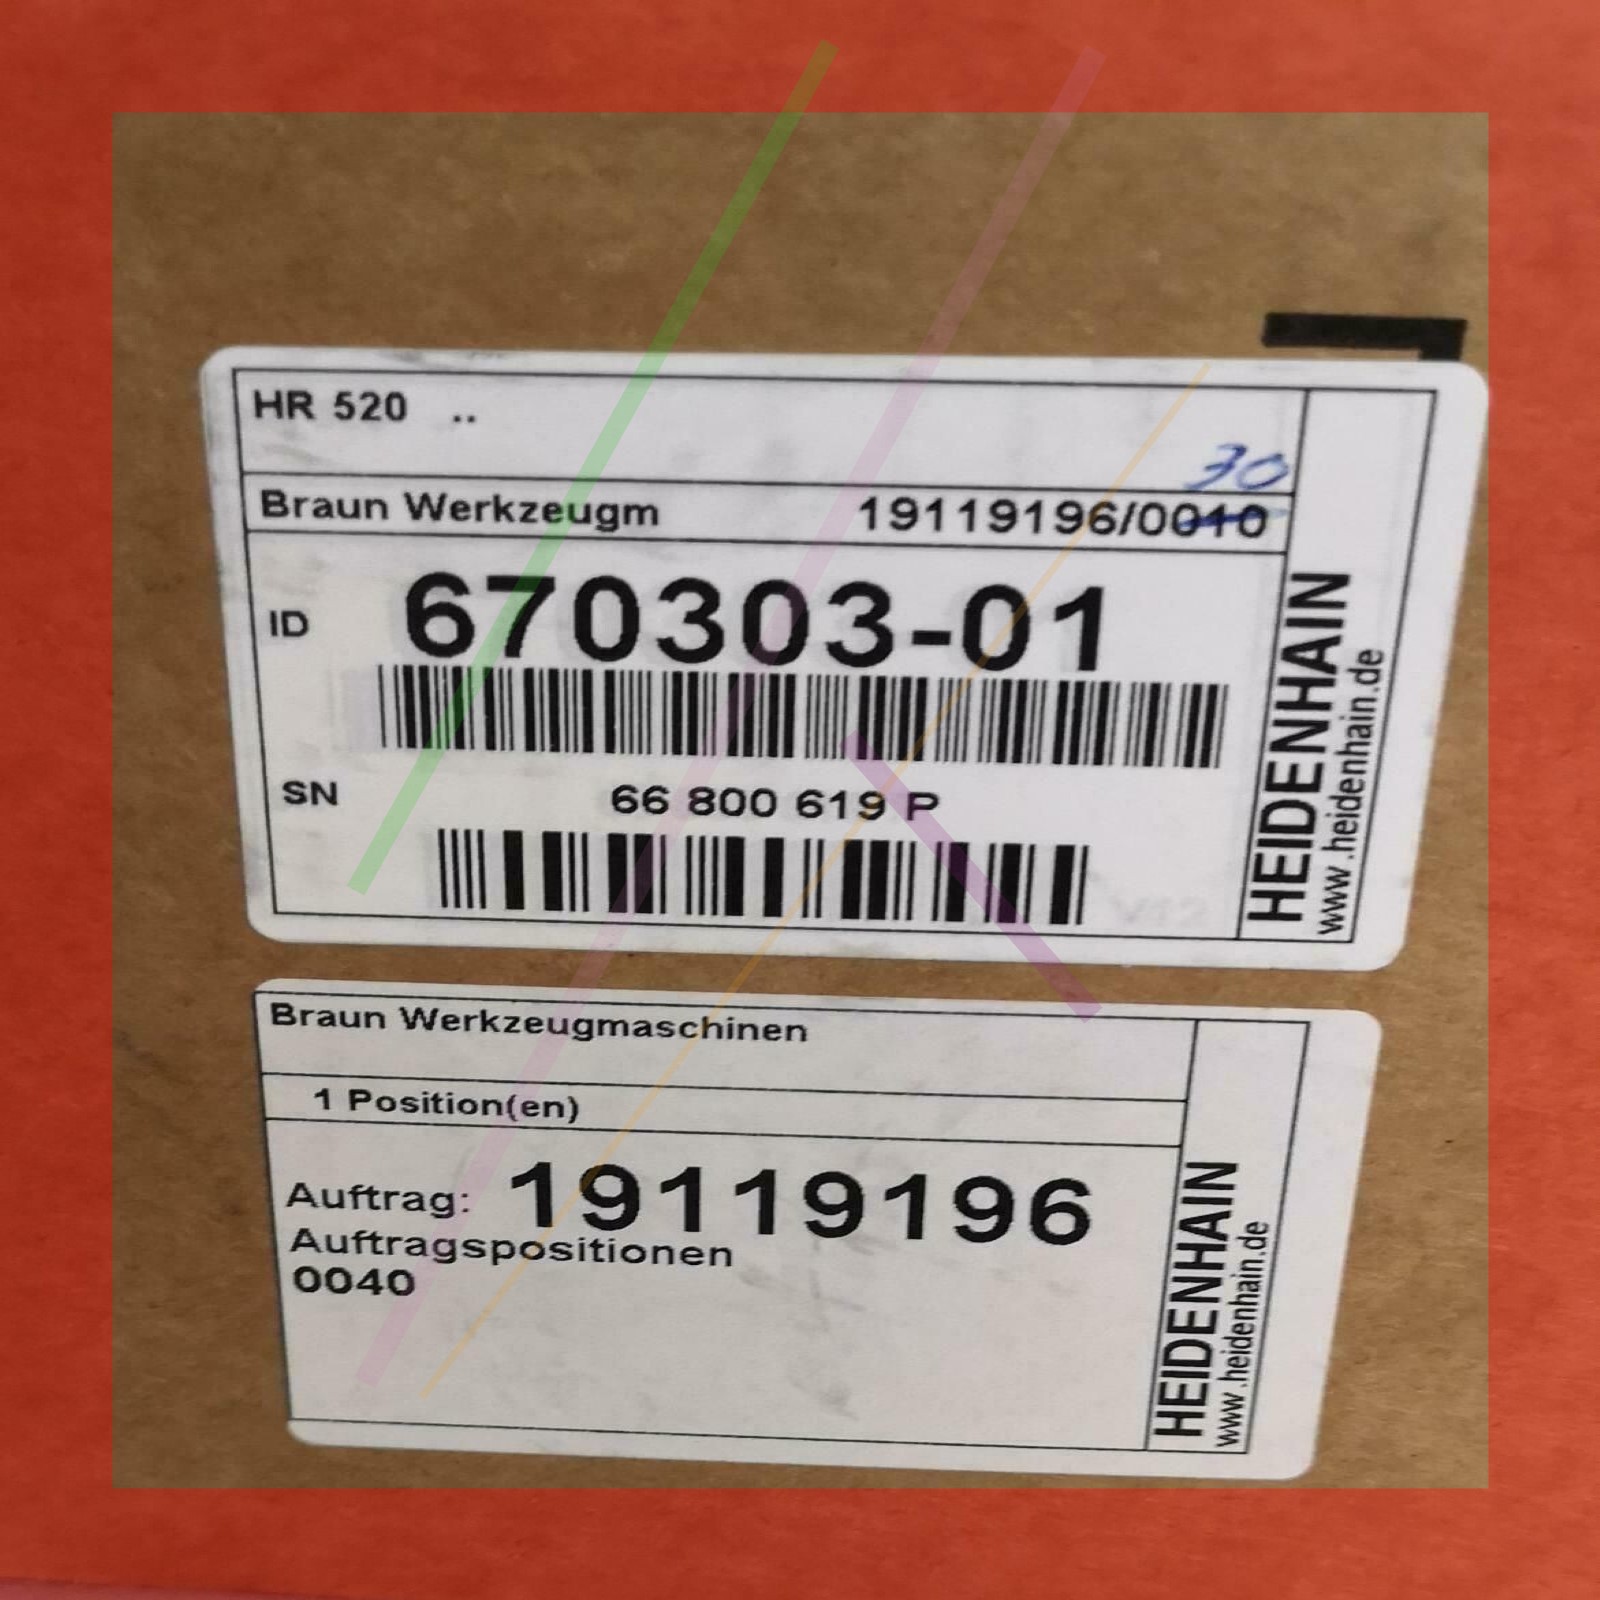 HR 520 ..
30
Braun Werkzeugm 19119196/0010
ID 670303-01
SN 66 800 619 P
V12
HEIDENHAIN
www.heidenhain.de
Braun Werkzeugmaschinen
1 Position(en)
Auftrag: 19119196
Auftragspositionen
0040
HEIDENHAIN
www.heidenhain.de